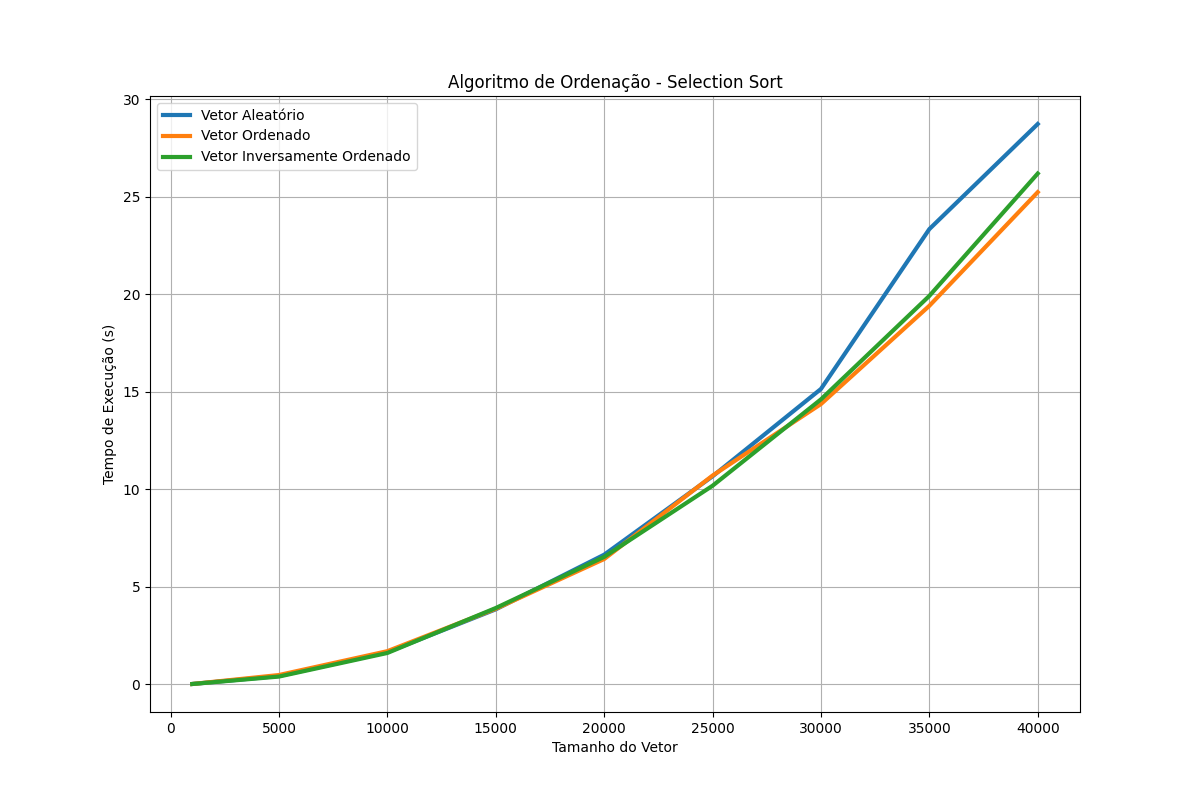 Algoritmo de Ordenação - Selection Sort
Vetor Aleatório
Vetor Ordenado
Vetor Inversamente Ordenado
30
25
20
15
10
5
0
Tempo de Execução (s)
0 5000 10000 15000 20000 25000 30000 35000 40000
Tamanho do Vetor